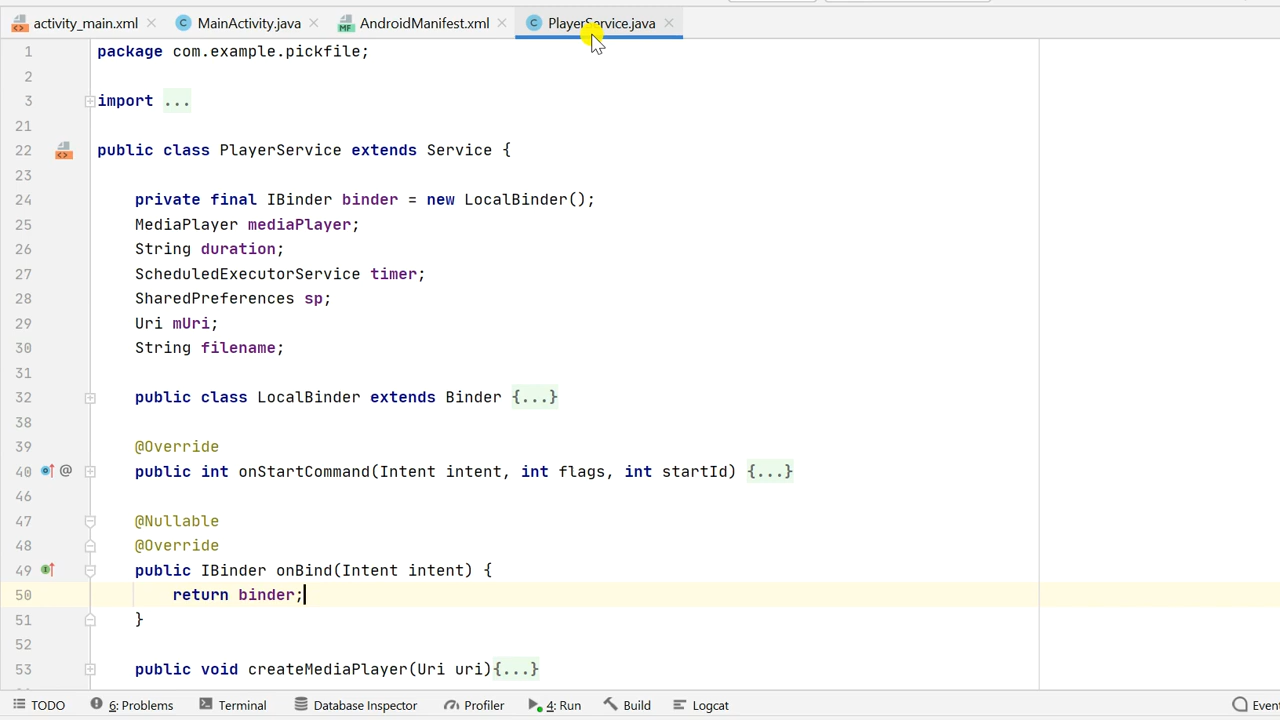 activity_main.xml MainActivity.java AndroidManifest.xml PlayerService.java
1 package com.example.pickfile;
2
3 import ...
21
22 public class PlayerService extends Service {
23
24 private final IBinder binder = new LocalBinder();
25 MediaPlayer mediaPlayer;
26 String duration;
27 ScheduledExecutorService timer;
28 SharedPreferences sp;
29 Uri mUri;
30 String filename;
31
32 public class LocalBinder extends Binder {...}
38
39 @Override
40 @ public int onStartCommand(Intent intent, int flags, int startId) {...}
46
47 @Nullable
48 @Override
49 public IBinder onBind(Intent intent) {
50 return binder;
51 }
52
53 public void createMediaPlayer(Uri uri){...}
TODO 6: Problems Terminal Database Inspector Profiler 4: Run Build Logcat Even